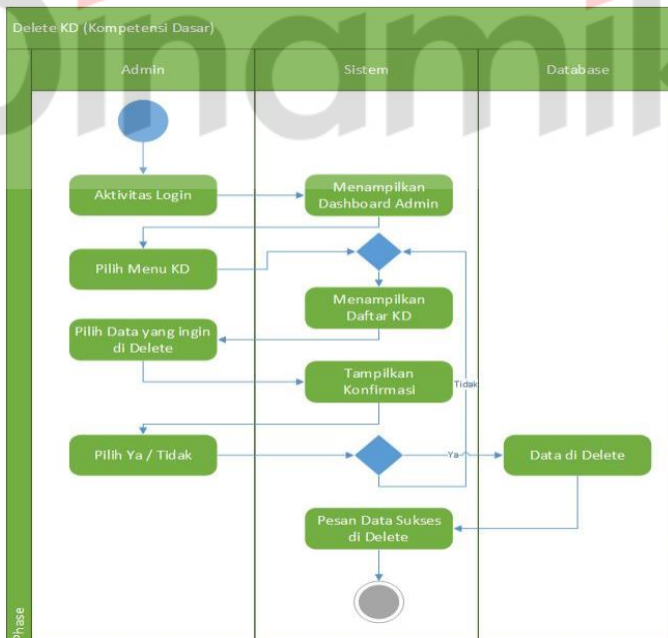 Dinamik
Delete KD (Kompetensi Dasar)
Admin
Sistem
Database
Aktivitas Login
Menampilkan
Dashboard Admin
Pilih Menu KD
Menampilkan
Daftar KD
Pilih Data yang ingin
di Delete
Tampilkan
Konfirmasi
Tidak
Pilih Ya / Tidak
Ya
Data di Delete
Pesan Data Sukses
di Delete
Phase